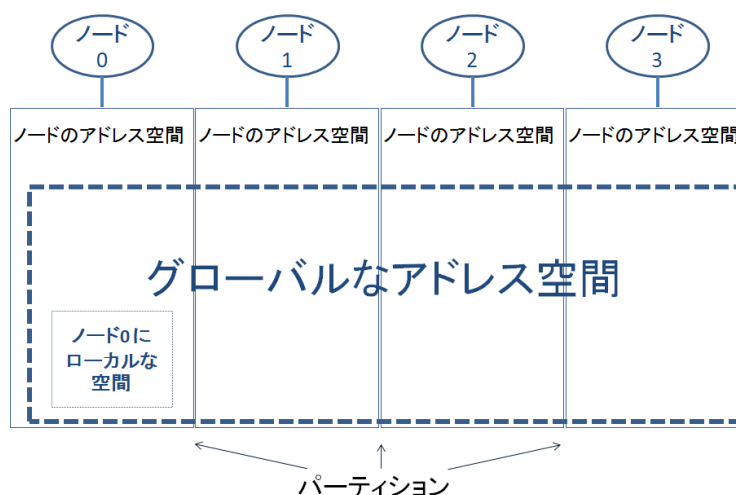 ノード
0
ノード
1
ノード
2
ノード
3
ノードのアドレス空間
ノードのアドレス空間
ノードのアドレス空間
ノードのアドレス空間
グローバルなアドレス空間
ノード0に
ローカルな
空間
パーティション